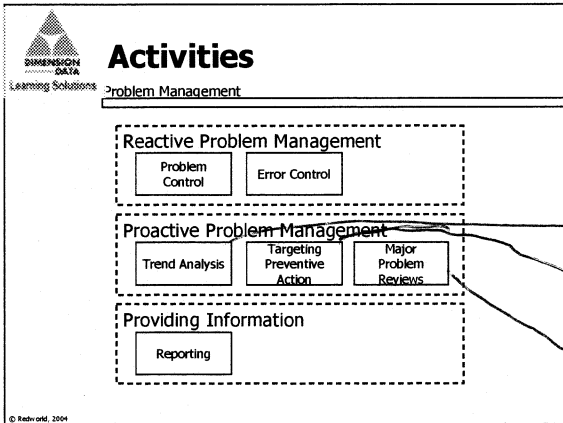 DIMENSION
DATA
Learning Solutions
Activities
Problem Management
Reactive Problem Management
Problem
Control
Error Control
Proactive Problem Management
Trend Analysis
Targeting
Preventive
Action
Major
Problem
Reviews
Providing Information
Reporting
© Redworld, 2004